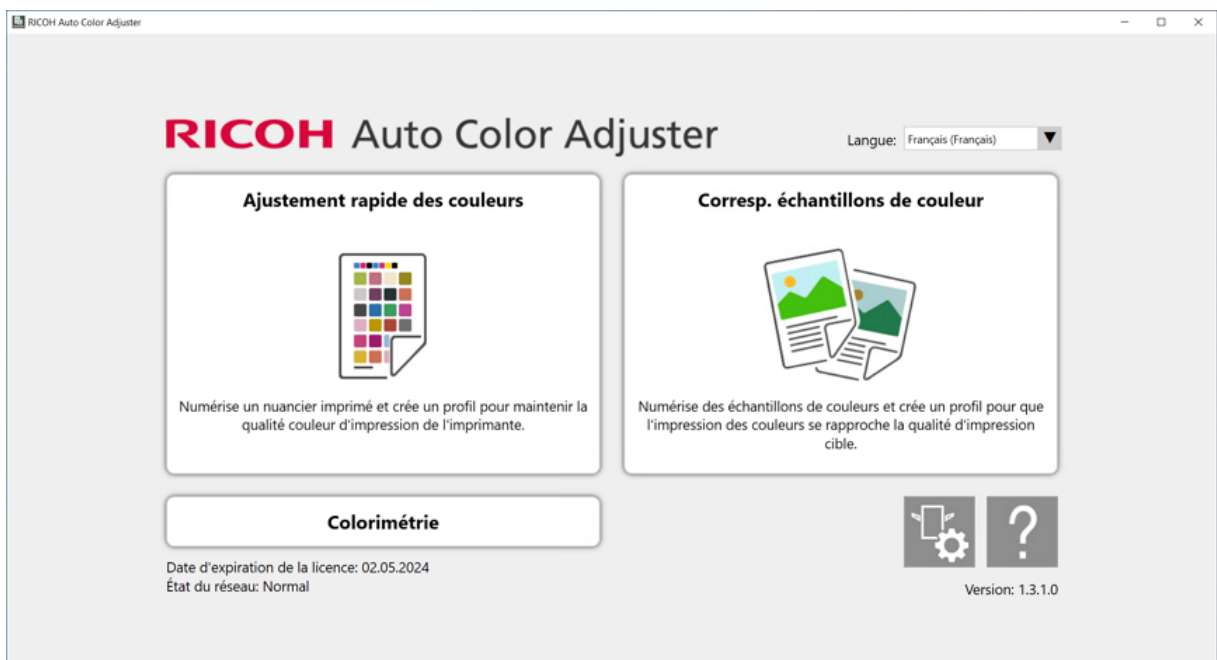 RICOH Auto Color Adjuster
RICOH Auto Color Adjuster
Langue: Français (Français)
Ajustement rapide des couleurs
Numérise un nuancier imprimé et crée un profil pour maintenir la
qualité couleur d'impression de l'imprimante.
Corresp. échantillons de couleur
Numérise des échantillons de couleurs et crée un profil pour que
l'impression des couleurs se rapproche la qualité d'impression
cible.
Colorimétrie
?
Date d'expiration de la licence: 02.05.2024
État du réseau: Normal
Version: 1.3.1.0